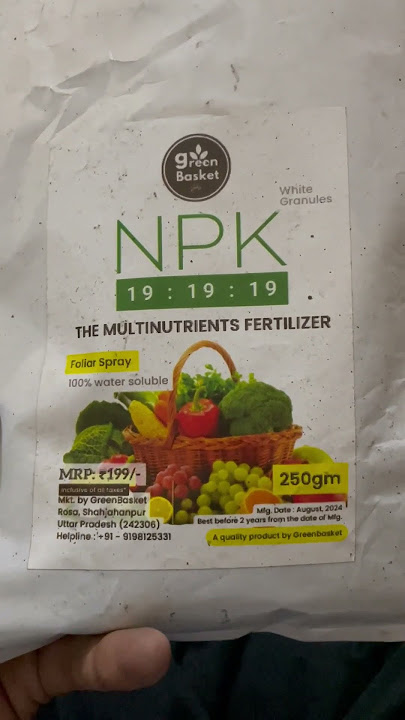 green
Basket
White
Granules
NPK
19 : 19 : 19
THE MULTINUTRIENTS FERTILIZER
Foliar Spray
100% water soluble
MRP: ₹199/-
inclusive of all taxes*
Mkt. by GreenBasket
Rosa, Shahjahanpur
Uttar Pradesh (242306)
Helpline : +91 - 9198125331
250gm
Mfg. Date : August, 2024
Best before 2 years from the date of Mfg.
A quality product by Greenbasket